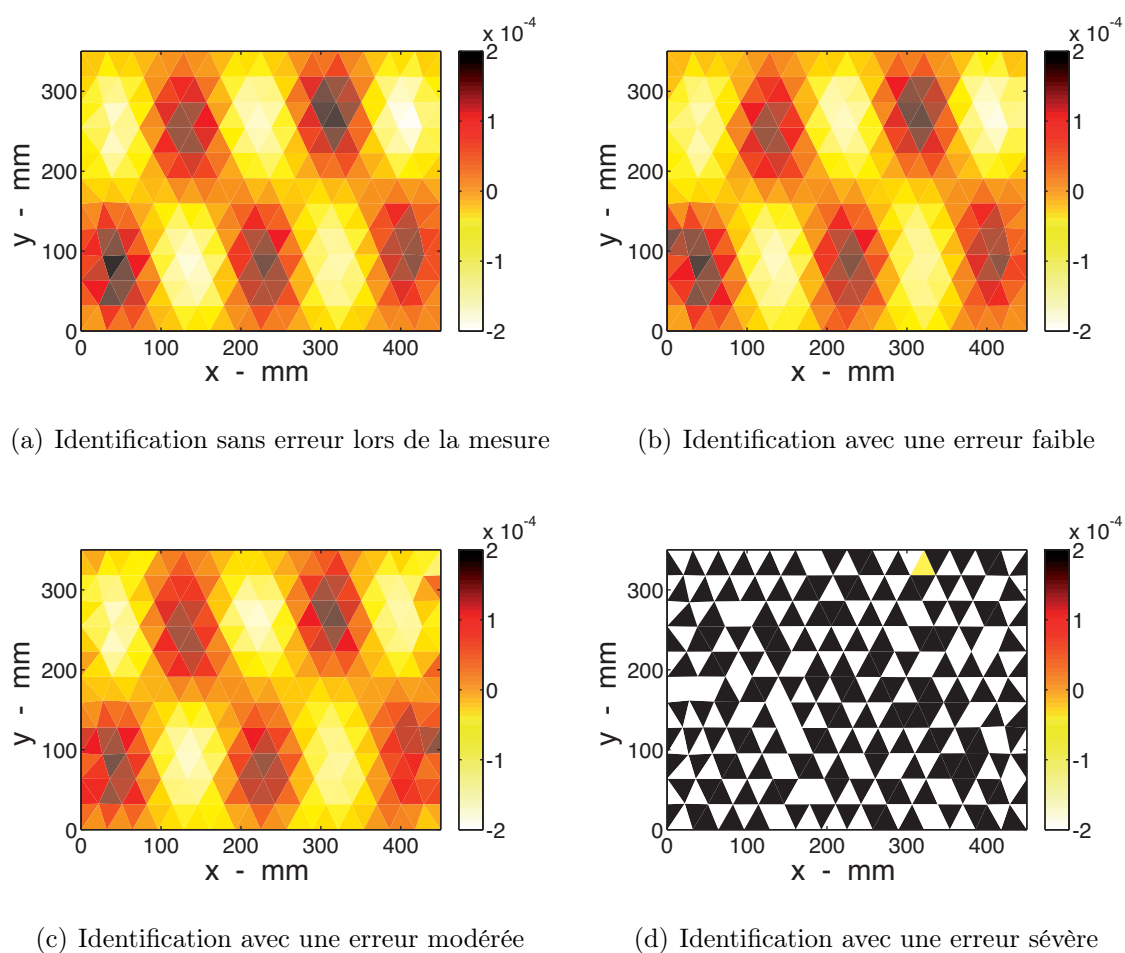 x 10-4
x 10-4
2
2
300
300
1
1
200
200
0
0
y - mm
y - mm
100
100
-1
-1
0
0
-2
-2
0 100 200 300 400
0 100 200 300 400
x - mm
x - mm
(a) Identification sans erreur lors de la mesure
(b) Identification avec une erreur faible
x 10-4
x 10-4
2
2
300
300
1
1
200
200
0
0
y - mm
y - mm
100
100
-1
-1
0
0
-2
-2
0 100 200 300 400
0 100 200 300 400
x - mm
x - mm
(c) Identification avec une erreur modérée
(d) Identification avec une erreur sévère